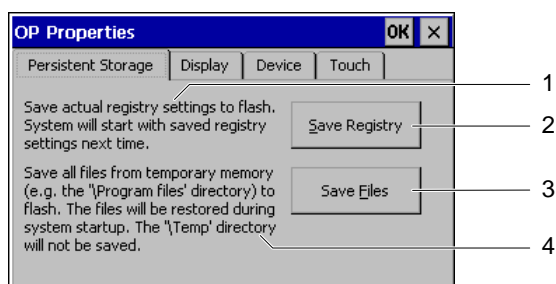 OP Properties OK ×
Persistent Storage Display Device Touch
1
Save actual registry settings to flash.
System will start with saved registry
settings next time.
Save Registry
2
Save all files from temporary memory
(e.g. the "\Program files' directory) to
flash. The files will be restored during
system startup. The "\Temp' directory
will not be saved.
Save Files
3
4